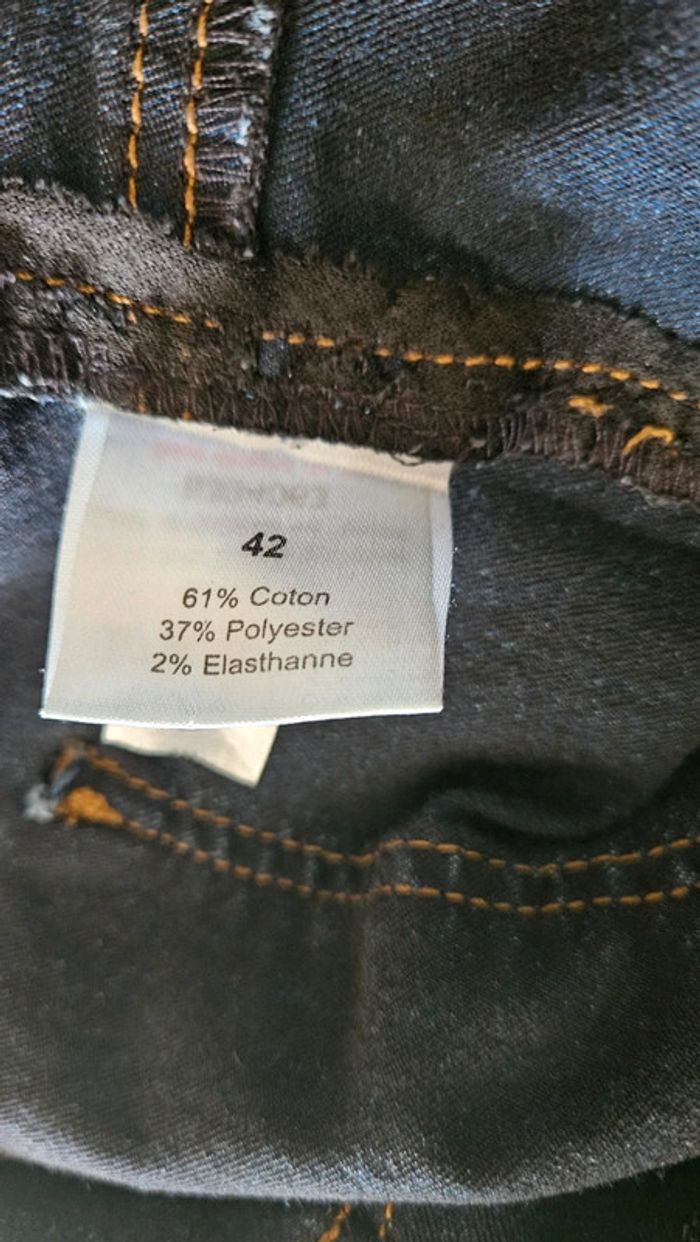 42
61% Coton
37% Polyester
2% Elasthanne